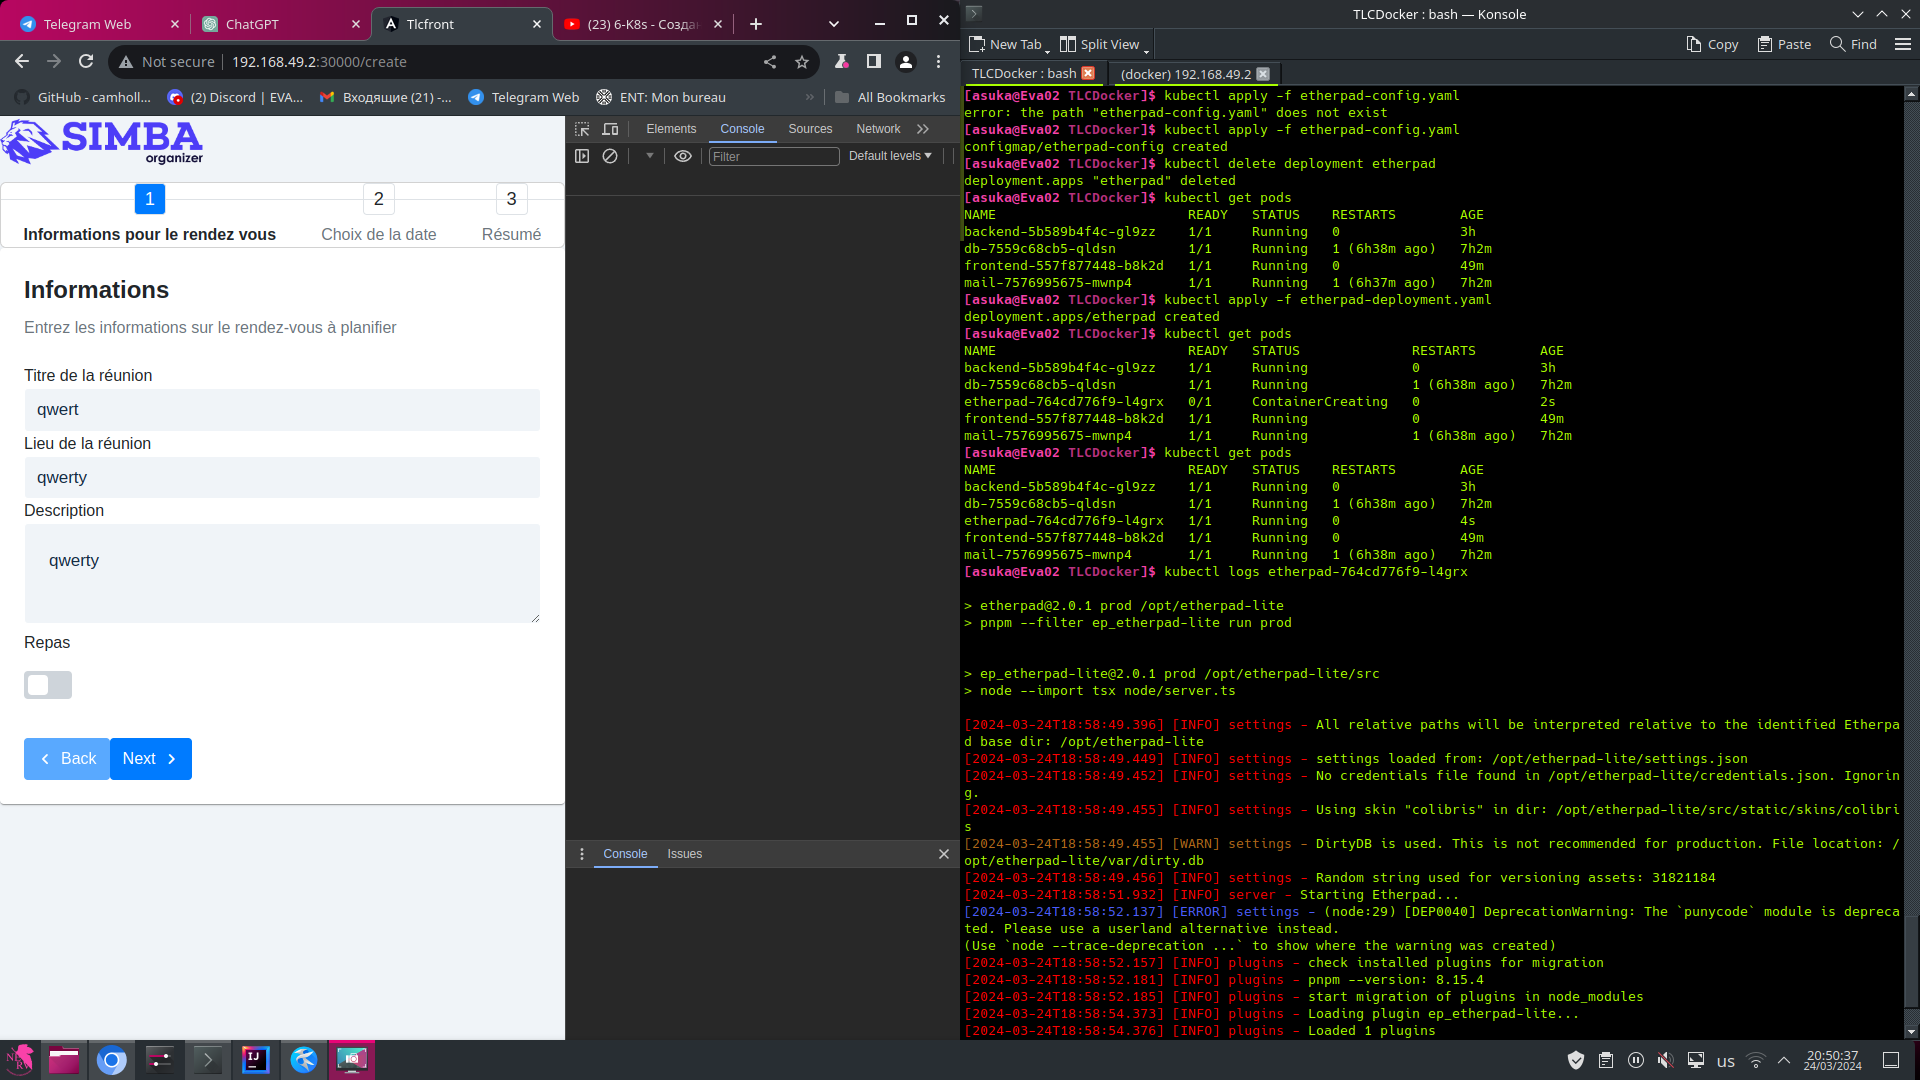 Telegram Web
ChatGPT
Tlcfront
(23) 6-K8s - Создан
Not secure
192.168.49.2:30000/create
GitHub - camholl...
(2) Discord | EVA...
Входящие (21) -...
Telegram Web
ENT: Mon bureau
All Bookmarks
SIMBA
organizer
1
2
3
Informations pour le rendez vous
Choix de la date
Résumé
Informations
Entrez les informations sur le rendez-vous à planifier
Titre de la réunion
qwert
Lieu de la réunion
qwerty
Description
qwerty
Repas
Back
Next
Elements
Console
Sources
Network
Filter
Default levels
Console
Issues
TLCDocker : bash — Konsole
New Tab
Split View
Copy
Paste
Find
TLCDocker : bash
(docker) 192.168.49.2
[asuka@Eva02 TLCDocker]$ kubectl apply -f etherpad-config.yaml
error: the path "etherpad-config.yaml" does not exist
[asuka@Eva02 TLCDocker]$ kubectl apply -f etherpad-config.yaml
configmap/etherpad-config created
[asuka@Eva02 TLCDocker]$ kubectl delete deployment etherpad
deployment.apps "etherpad" deleted
[asuka@Eva02 TLCDocker]$ kubectl get pods
NAME READY STATUS RESTARTS AGE
backend-5b589b4f4c-gl9zz 1/1 Running 0 3h
db-7559c68cb5-qldsn 1/1 Running 1 (6h38m ago) 7h2m
frontend-557f877448-b8k2d 1/1 Running 0 49m
mail-7576995675-mwnp4 1/1 Running 1 (6h37m ago) 7h2m
[asuka@Eva02 TLCDocker]$ kubectl apply -f etherpad-deployment.yaml
deployment.apps/etherpad created
[asuka@Eva02 TLCDocker]$ kubectl get pods
NAME READY STATUS RESTARTS AGE
backend-5b589b4f4c-gl9zz 1/1 Running 0 3h
db-7559c68cb5-qldsn 1/1 Running 1 (6h38m ago) 7h2m
etherpad-764cd776f9-l4grx 0/1 ContainerCreating 0 2s
frontend-557f877448-b8k2d 1/1 Running 0 49m
mail-7576995675-mwnp4 1/1 Running 1 (6h38m ago) 7h2m
[asuka@Eva02 TLCDocker]$ kubectl get pods
NAME READY STATUS RESTARTS AGE
backend-5b589b4f4c-gl9zz 1/1 Running 0 3h
db-7559c68cb5-qldsn 1/1 Running 1 (6h38m ago) 7h2m
etherpad-764cd776f9-l4grx 1/1 Running 0 4s
frontend-557f877448-b8k2d 1/1 Running 0 49m
mail-7576995675-mwnp4 1/1 Running 1 (6h38m ago) 7h2m
[asuka@Eva02 TLCDocker]$ kubectl logs etherpad-764cd776f9-l4grx
> etherpad@2.0.1 prod /opt/etherpad-lite
> pnpm --filter ep_etherpad-lite run prod
> ep_etherpad-lite@2.0.1 prod /opt/etherpad-lite/src
> node --import tsx node/server.ts
[2024-03-24T18:58:49.396] [INFO] settings - All relative paths will be interpreted relative to the identified Etherpa
d base dir: /opt/etherpad-lite
[2024-03-24T18:58:49.449] [INFO] settings - settings loaded from: /opt/etherpad-lite/settings.json
[2024-03-24T18:58:49.452] [INFO] settings - No credentials file found in /opt/etherpad-lite/credentials.json. Ignorin
g.
[2024-03-24T18:58:49.455] [INFO] settings - Using skin "colibris" in dir: /opt/etherpad-lite/src/static/skins/colibri
s
[2024-03-24T18:58:49.455] [WARN] settings - DirtyDB is used. This is not recommended for production. File location: /
opt/etherpad-lite/var/dirty.db
[2024-03-24T18:58:49.456] [INFO] settings - Random string used for versioning assets: 31821184
[2024-03-24T18:58:51.932] [INFO] server - Starting Etherpad...
[2024-03-24T18:58:52.137] [ERROR] settings - (node:29) [DEP0040] DeprecationWarning: The `punycode` module is depreca
ted. Please use a userland alternative instead.
(Use `node --trace-deprecation ...` to show where the warning was created)
[2024-03-24T18:58:52.157] [INFO] plugins - check installed plugins for migration
[2024-03-24T18:58:52.181] [INFO] plugins - pnpm --version: 8.15.4
[2024-03-24T18:58:52.185] [INFO] plugins - start migration of plugins in node_modules
[2024-03-24T18:58:54.373] [INFO] plugins - Loading plugin ep_etherpad-lite...
[2024-03-24T18:58:54.376] [INFO] plugins - Loaded 1 plugins
us
20:50:37
24/03/2024